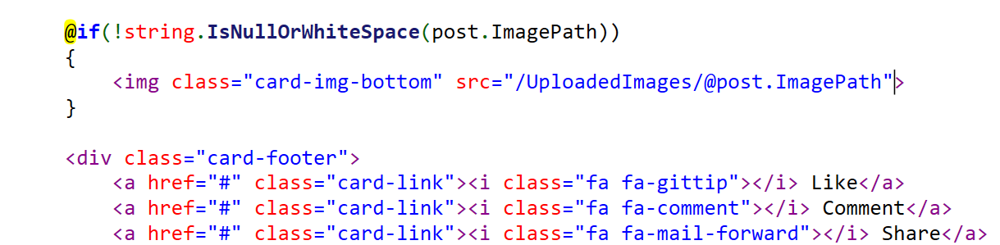 @if(!string.IsNullOrWhiteSpace(post.ImagePath))
{
<img class="card-img-bottom" src="/UploadedImages/@post.ImagePath">
}
<div class="card-footer">
<a href="#" class="card-link"><i class="fa fa-gittip"></i> Like</a>
<a href="#" class="card-link"><i class="fa fa-comment"></i> Comment</a>
<a href="#" class="card-link"><i class="fa fa-mail-forward"></i> Share</a>